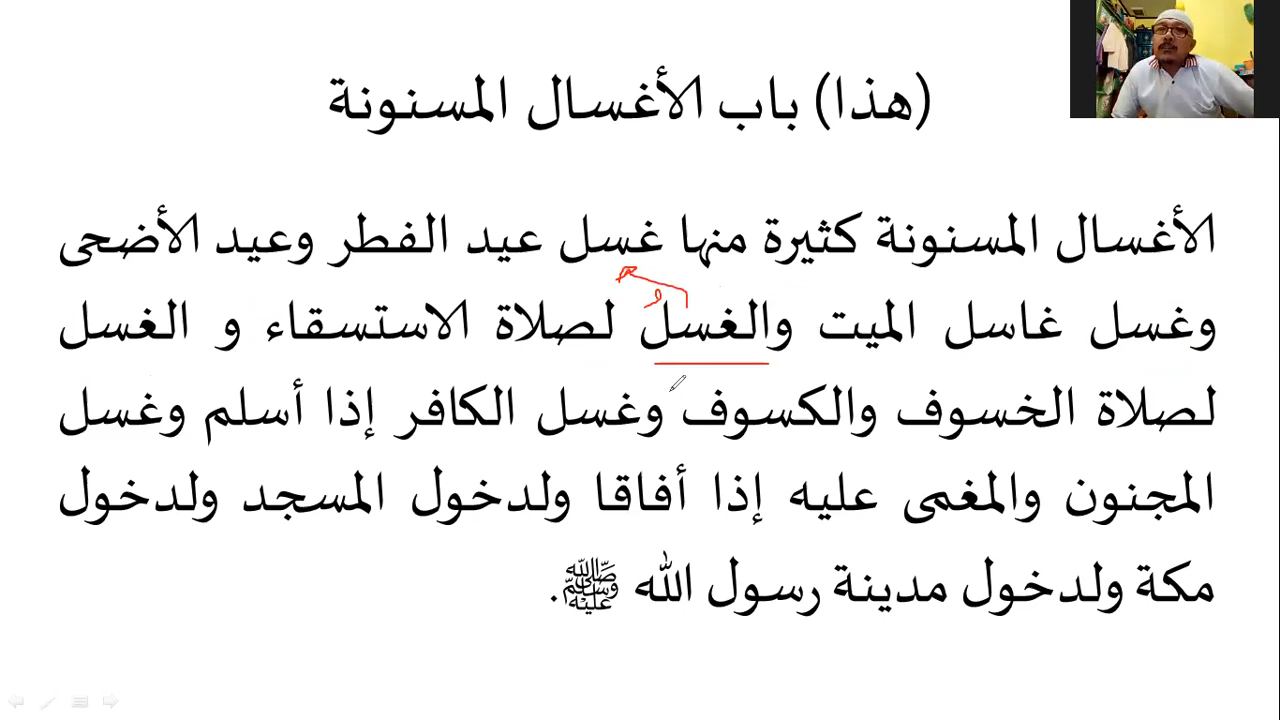 (هذا) باب الأغسال المسنونة
الأغسال المسنونة كثيرة منها غسل عيد الفطر وعيد الأضحى
وغسل غاسل الميت والغسلُ لصلاة الاستسقاء و الغسل
لصلاة الخسوف والكسوف وغسل الكافر إذا أسلم وغسل
المجنون والمغمى عليه إذا أفاقا ولدخول المسجد ولدخول
مكة ولدخول مدينة رسول الله ﷺ.